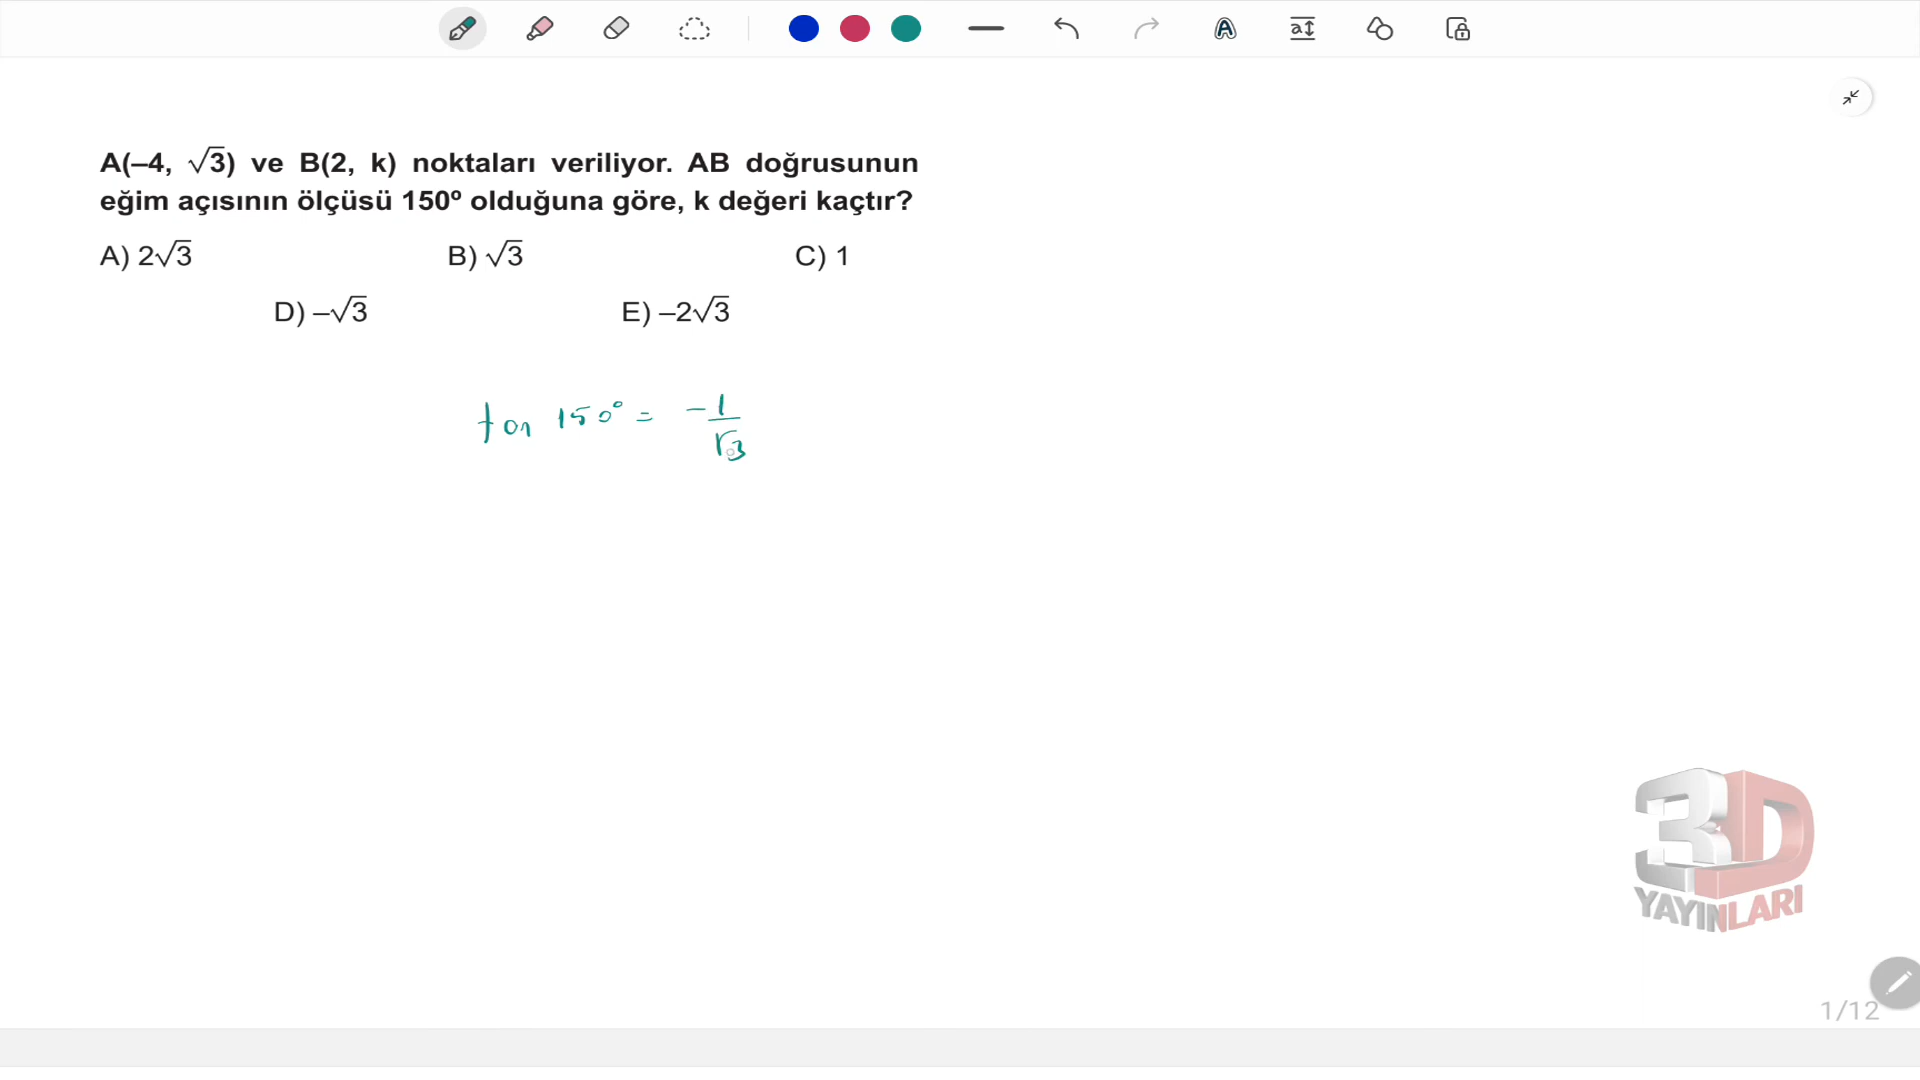 A(–4, √3) ve B(2, k) noktaları veriliyor. AB doğrusunun
eğim açısının ölçüsü 150º olduğuna göre, k değeri kaçtır?
A) 2√3 B) √3 C) 1
D) –√3 E) –2√3
tan 150° = -1/√3
3D
YAYINLARI
1/12